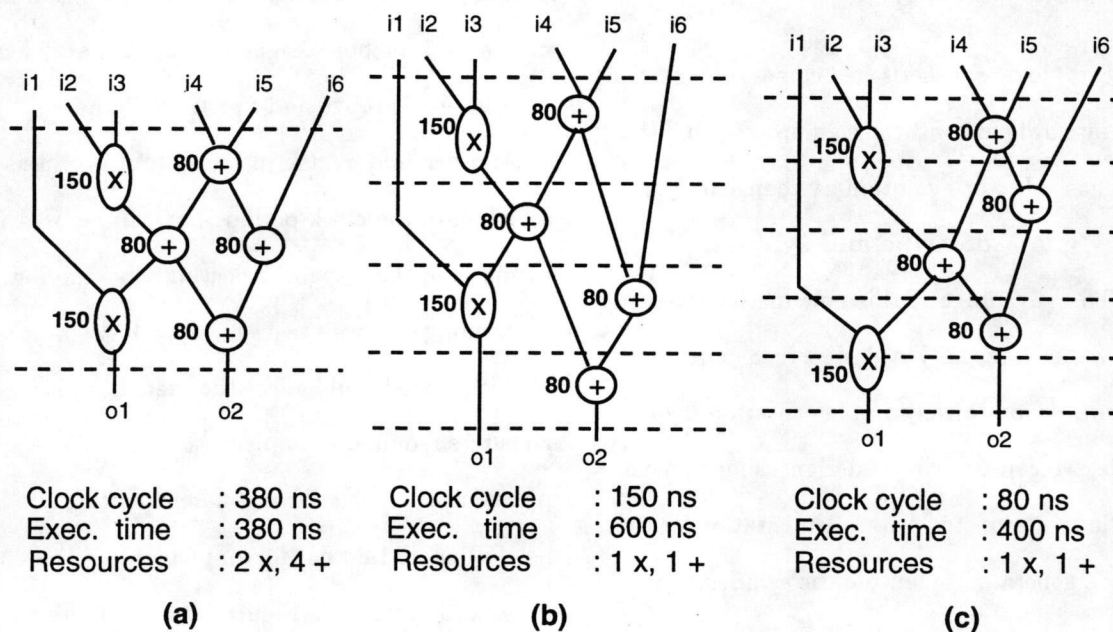 i1 i2 i3 i4 i5 i6
150 X
80 +
80 +
80 +
150 X
80 +
o1 o2
Clock cycle : 380 ns
Exec. time : 380 ns
Resources : 2 x, 4 +
(a)
i1 i2 i3 i4 i5 i6
150 X
80 +
80 +
150 X
80 +
80 +
o1 o2
Clock cycle : 150 ns
Exec. time : 600 ns
Resources : 1 x, 1 +
(b)
i1 i2 i3 i4 i5 i6
80 +
150 X
80 +
80 +
80 +
150 X
o1 o2
Clock cycle : 80 ns
Exec. time : 400 ns
Resources : 1 x, 1 +
(c)